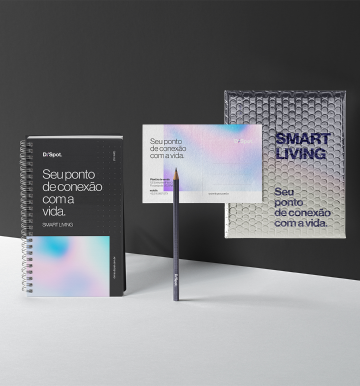 D/Spot.
Seu ponto
de conexão
com a
vida.
SMART LIVING
Seu ponto
de conexão
com a vida.
SMART
LIVING
Seu
ponto
de conexão
com a vida.